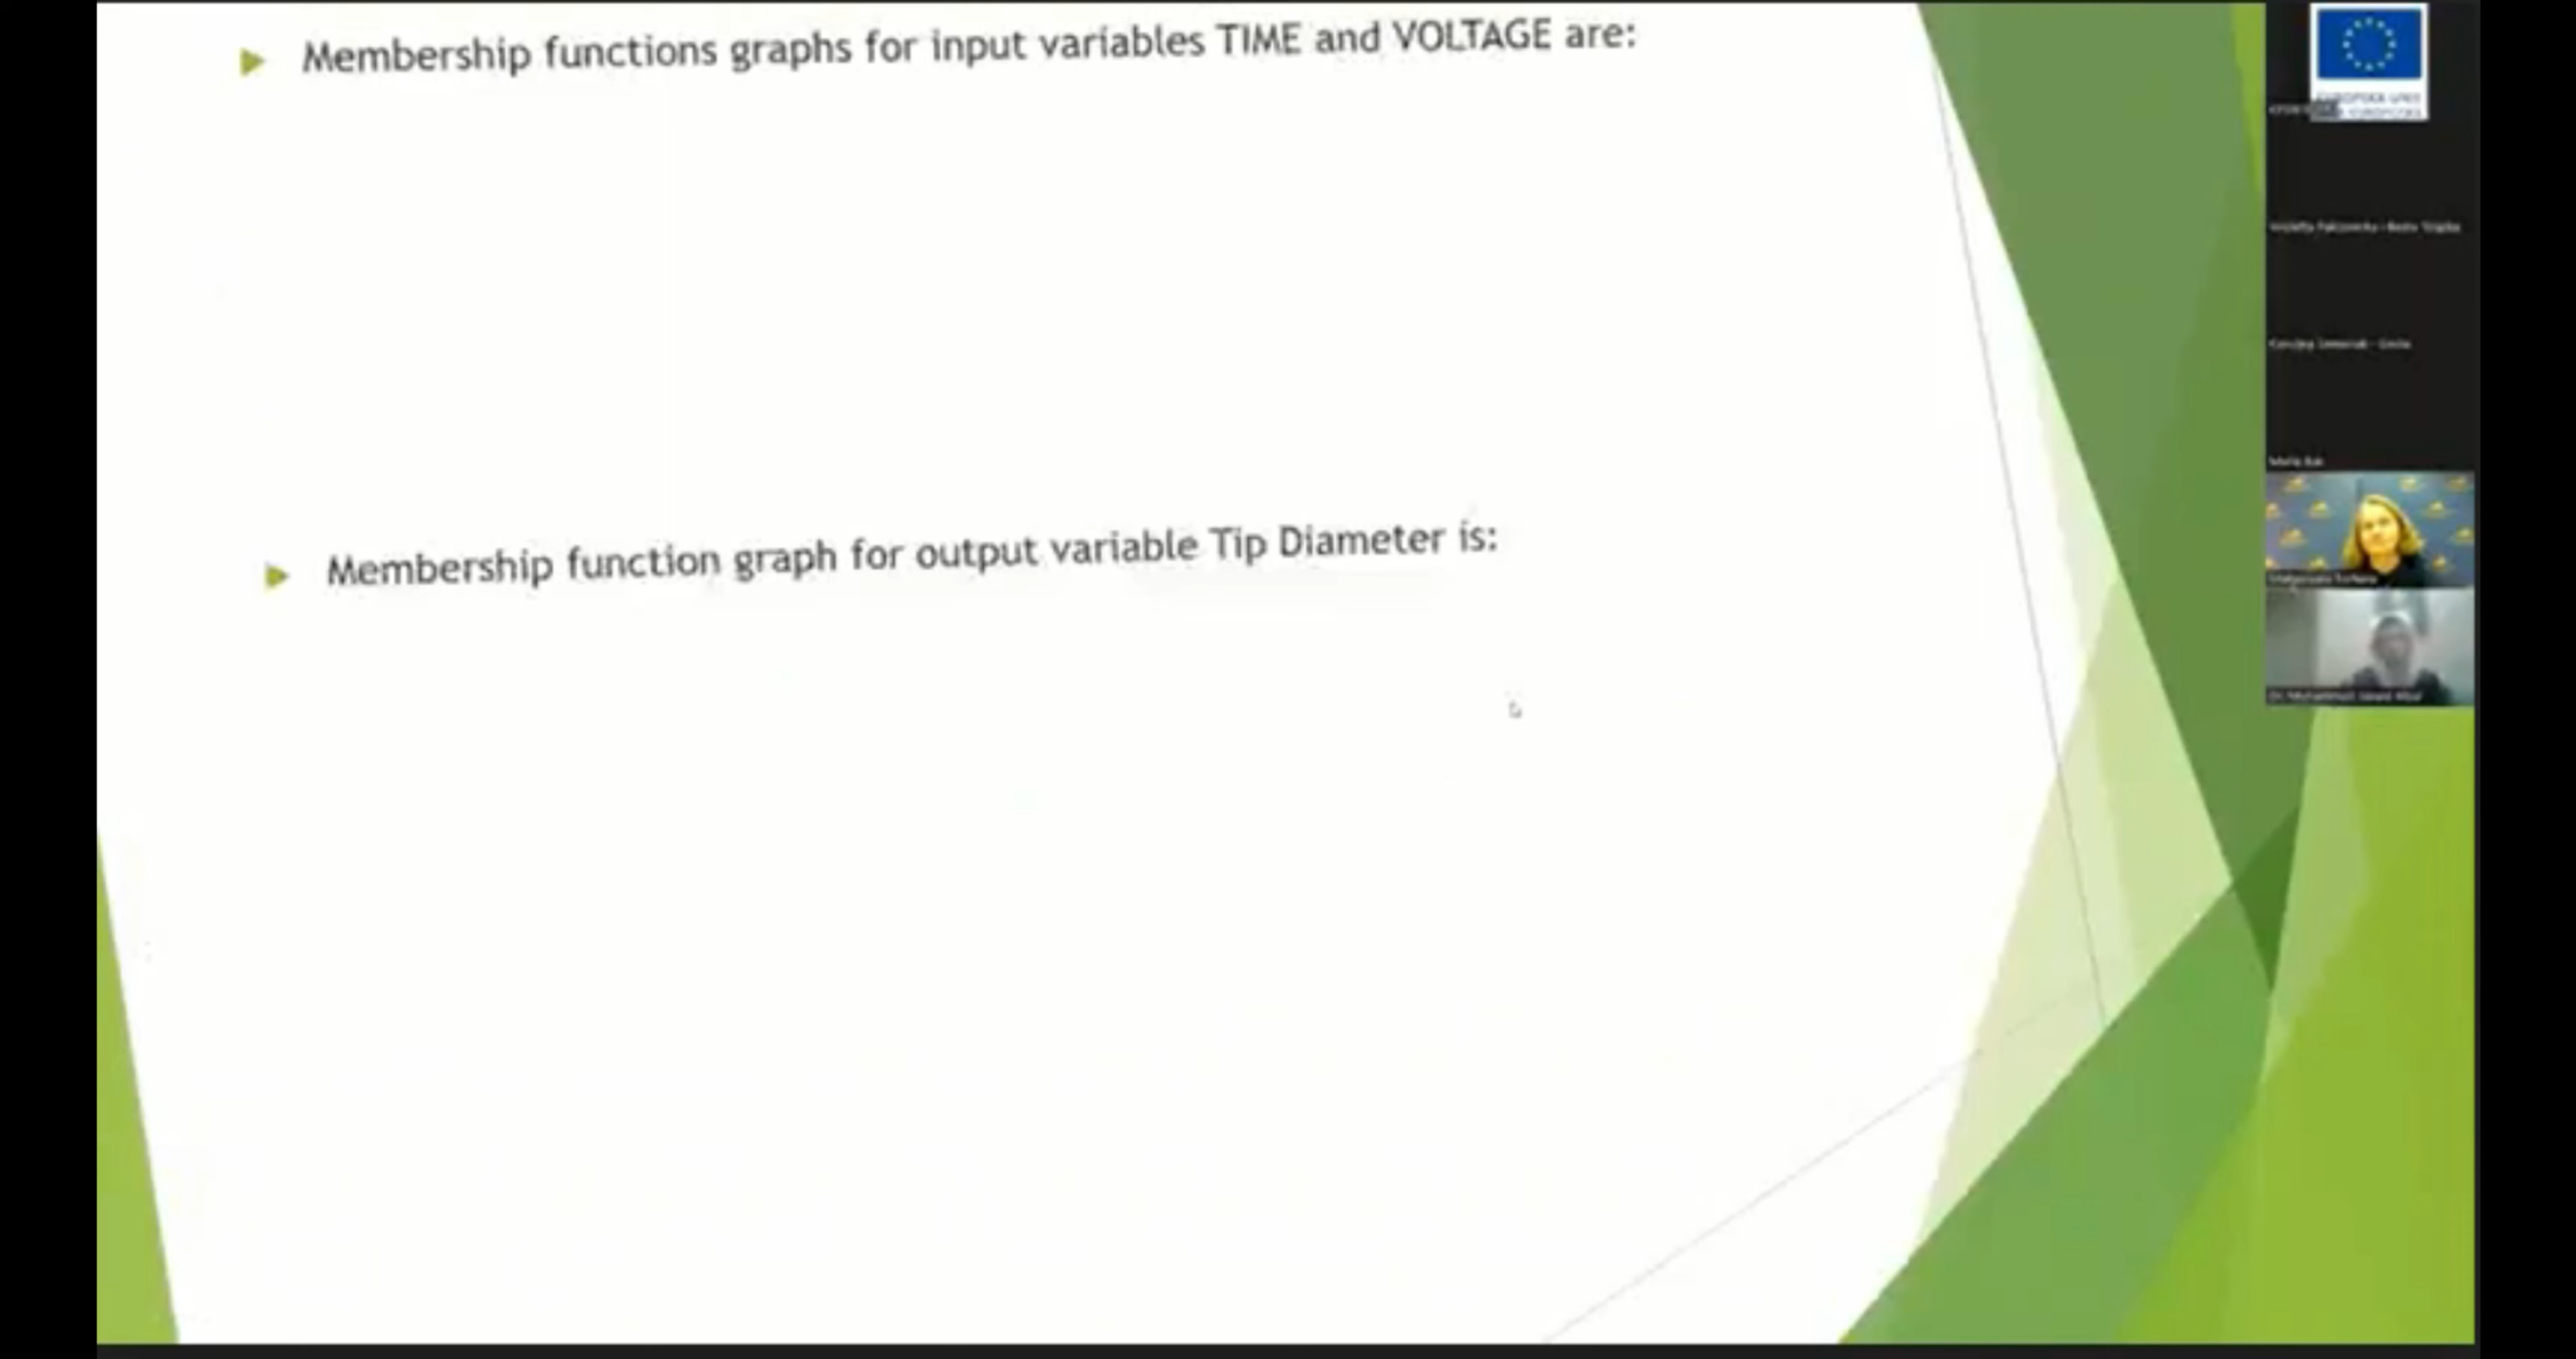 Membership functions graphs for input variables TIME and VOLTAGE are:
Membership function graph for output variable Tip Diameter is: